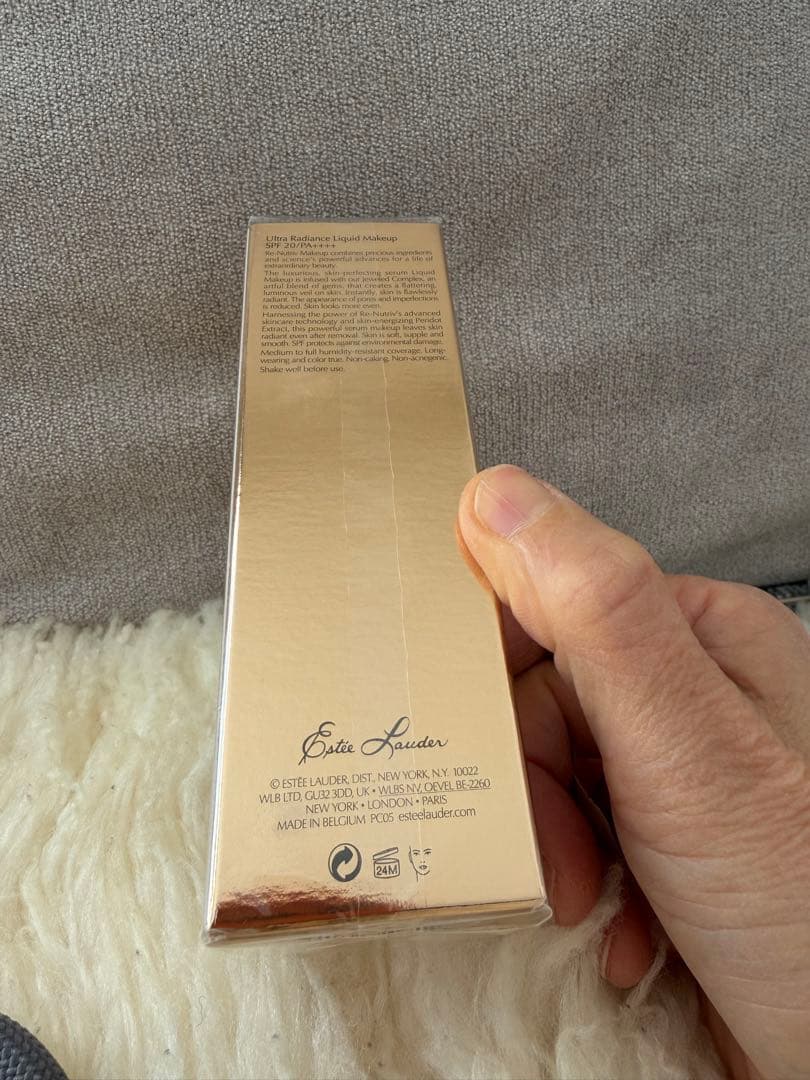 Ultra Radiance Liquid Makeup
SPF 20/PA++++
Re-Nutriv Makeup combines precious ingredients
and science's powerful advances for a life of
extraordinary beauty.
The luxurious, skin-perfecting serum Liquid
Makeup is infused with our Jeweled Complex, an
artful blend of gems, that creates a flattering,
luminous veil on skin. Instantly, skin is flawlessly
radiant. The appearance of pores and imperfections
is reduced. Skin looks more even.
Harnessing the power of Re-Nutriv's advanced
skincare technology and skin-energizing Peridot
Extract, this powerful serum makeup leaves skin
radiant even after removal. Skin is soft, supple and
smooth. SPF protects against environmental damage.
Medium to full humidity-resistant coverage. Long-
wearing and color true. Non-caking. Non-acnegenic.
Shake well before use.
Estée Lauder
© ESTĒE LAUDER, DIST., NEW YORK, N.Y. 10022
WLB LTD, GU32 3DD, UK • WLBS NV, OEVEL BE-2260
NEW YORK • LONDON • PARIS
MADE IN BELGIUM PC05 esteelauder.com
24M